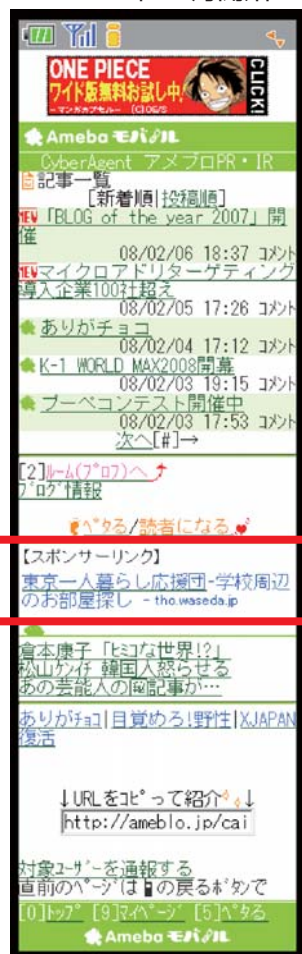 ONE PIECE
ワイド版無料お試し中!
－マンガカプセル－ (C)OE/S
CLICK!
Ameba モバイル
CyberAgent アメブロPR・IR
記事一覧
[新着順|投稿順]
NEW「BLOG of the year 2007」開
催
08/02/06 18:37 コメント
NEWマイクロアドリターゲティング
導入企業100社超え
08/02/05 17:26 コメント
ありがチョコ
08/02/04 17:12 コメント
K-1 WORLD MAX2008開幕
08/02/03 19:15 コメント
ブーペコンテスト開催中
08/02/03 17:53 コメント
次へ[#]→
[2]ルーム(プロフ)へ
ブログ情報
ペタる/読者になる
【スポンサーリンク】
東京一人暮らし応援団-学校周辺
のお部屋探し - tho.waseda.jp
倉本康子「ヒミコな世界!?」
松山ケンイチ 韓国人怒らせる
あの芸能人の㊙記事が…
ありがチョコ|目覚めろ!野性|XJAPAN
復活
↓URLをコピって紹介↓
http://ameblo.jp/cai
対象ユーザーを通報する
直前のページは の戻るボタンで
[0]トップ [9]マイページ [5]ペタる
Ameba モバイル